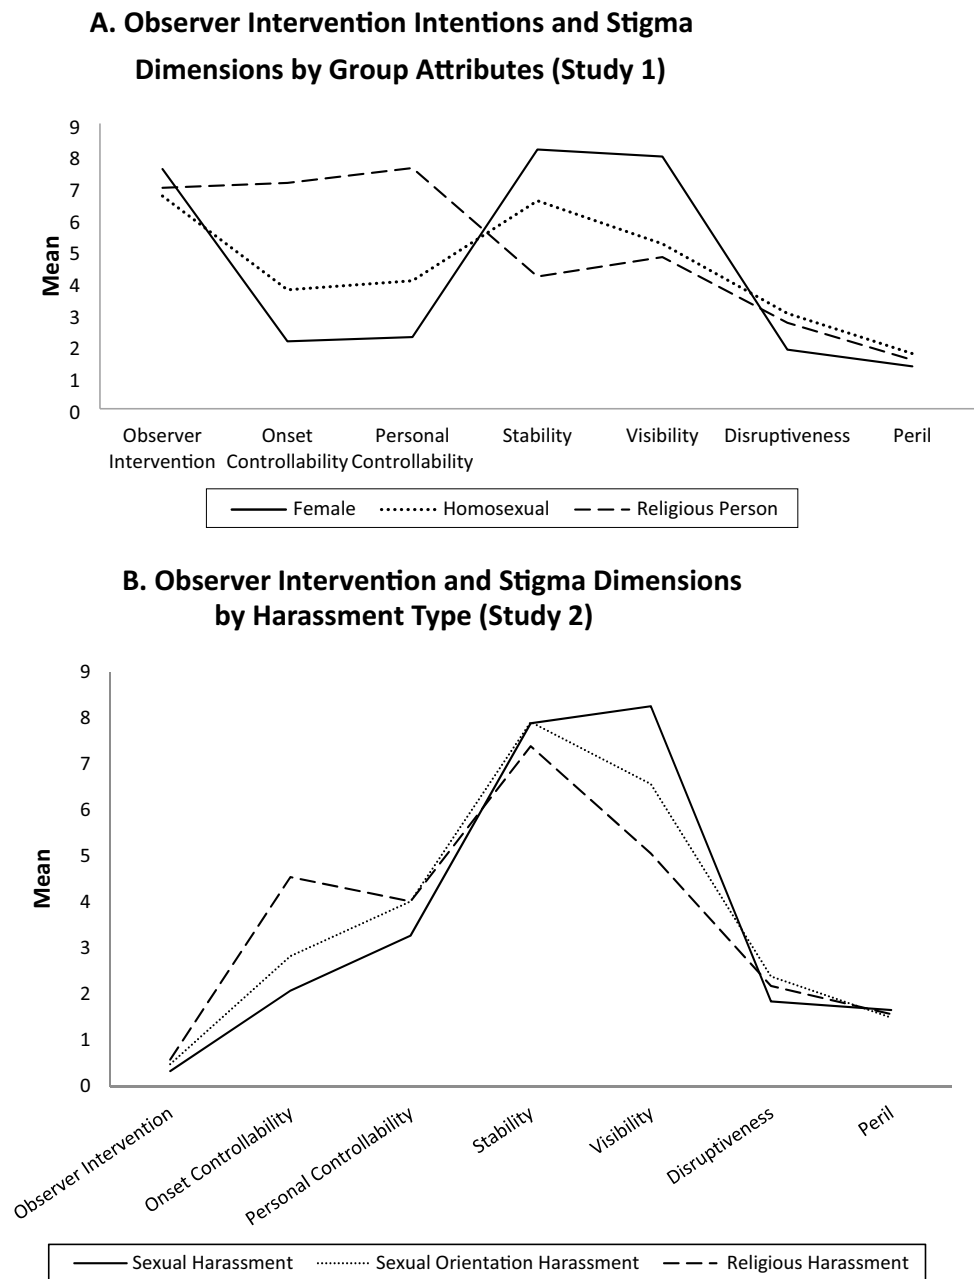 A. Observer Intervention Intentions and Stigma
Dimensions by Group Attributes (Study 1)
9
8
7
6
5
4
3
2
1
0
Mean
Observer Intervention
Onset Controllability
Personal Controllability
Stability
Visibility
Disruptiveness
Peril
Female
Homosexual
Religious Person
B. Observer Intervention and Stigma Dimensions
by Harassment Type (Study 2)
9
8
7
6
5
4
3
2
1
0
Mean
Observer Intervention
Onset Controllability
Personal Controllability
Stability
Visibility
Disruptiveness
Peril
Sexual Harassment
Sexual Orientation Harassment
Religious Harassment